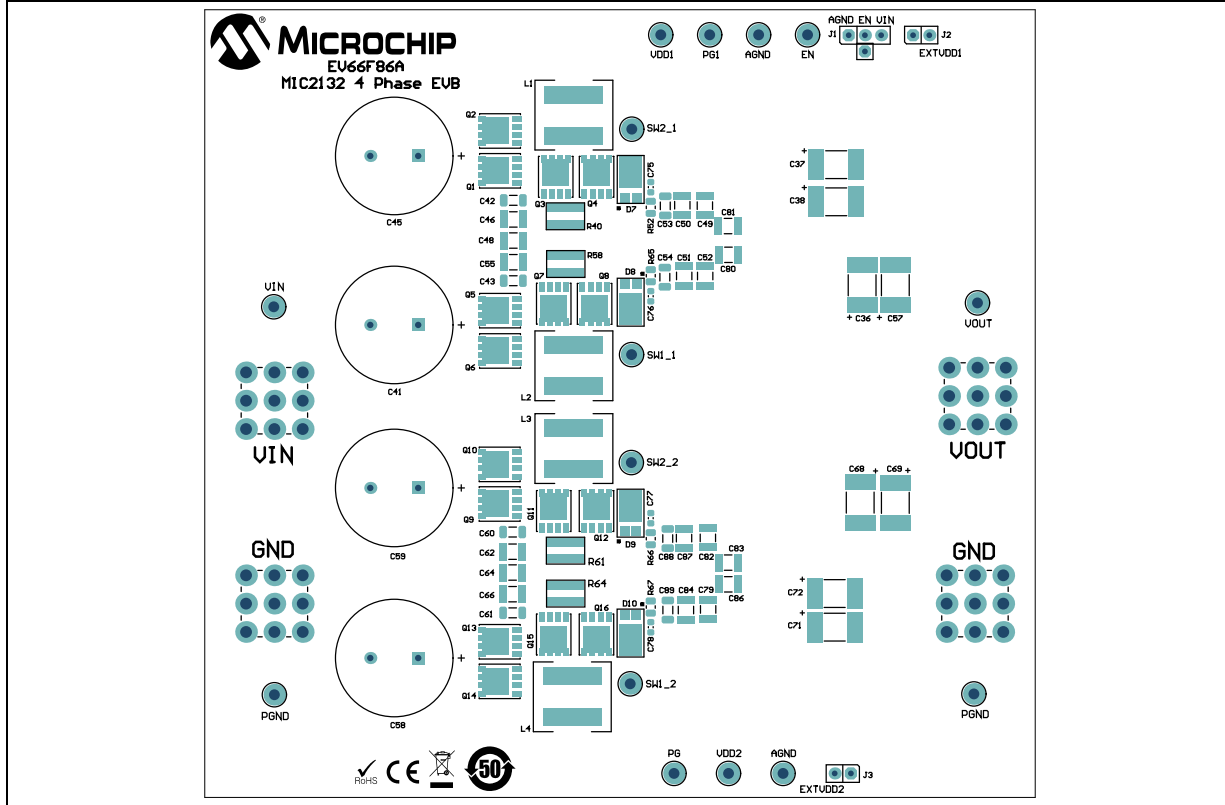 MICROCHIP
EV66F86A
MIC2132 4 Phase EVB
VDD1
PG1
AGND
EN
AGND EN VIN
J1
J2
EXTVDD1
L1
Q2
SW2_1
Q1
C45
+
C42
C46
C48
C55
C43
Q3
Q4
D7
C75
R52
R40
C53
C50
C49
C81
C80
+
C37
+
C38
R58
Q7
Q8
D8
R65
C54
C51
C52
C76
VIN
Q5
Q6
C41
+
SW1_1
L2
+ C36
+ C57
VOUT
VIN
VOUT
L3
Q10
SW2_2
Q9
C59
+
Q11
Q12
C77
D9
R66
C60
C62
C64
C66
C61
R61
R64
C88
C87
C82
C83
C86
C68 +
C69 +
GND
GND
R67
D10
C89
C84
C79
C78
+
C72
+
C71
Q13
Q15
Q16
Q14
C58
+
SW1_2
L4
PGND
PGND
RoHS
CE
50
PG
VDD2
AGND
J3
EXTVDD2